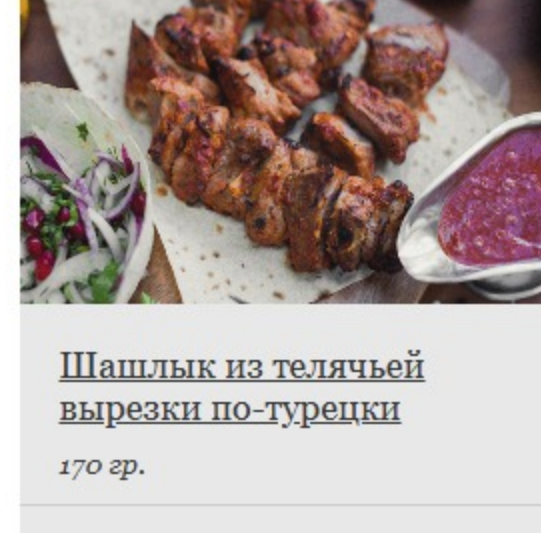 Шашлык из телячьей
вырезки по-турецки
170 гр.